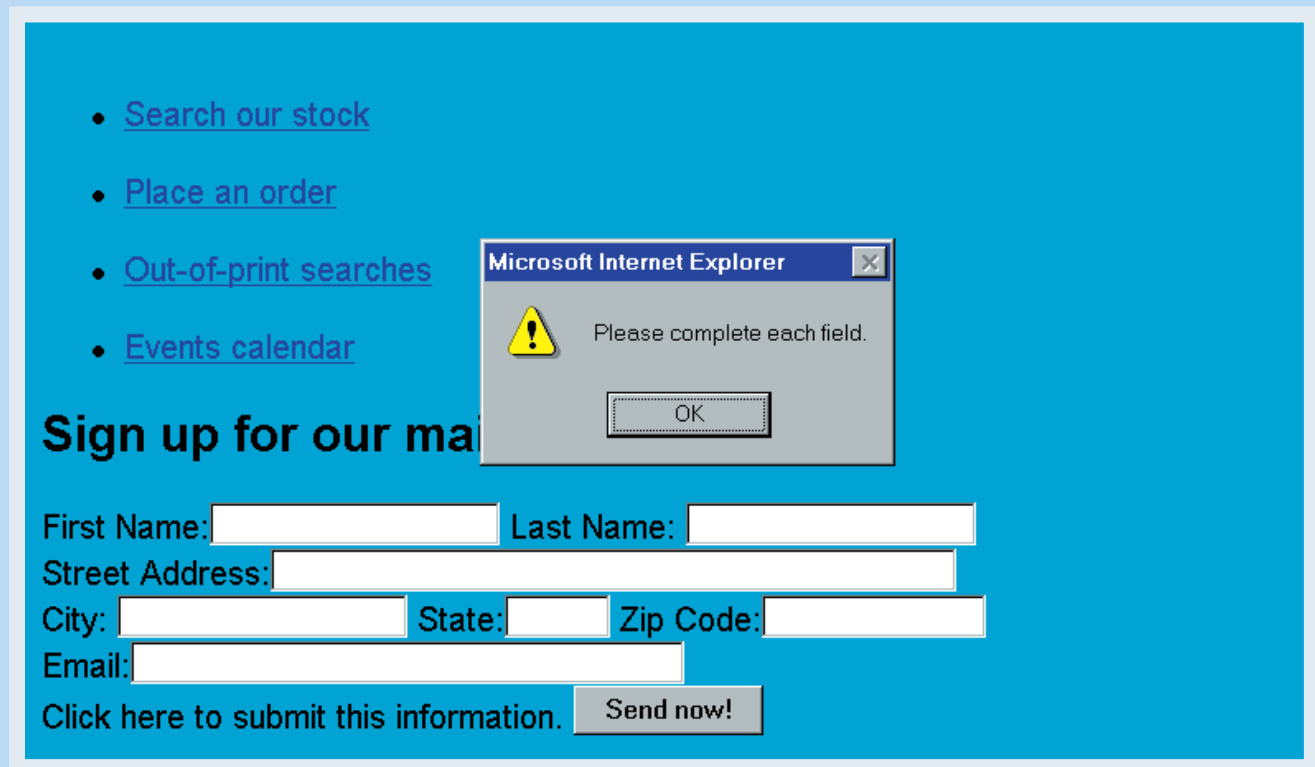 Search our stock
Place an order
Out-of-print searches
Events calendar
Microsoft Internet Explorer
Please complete each field.
OK
Sign up for our mai
First Name: Last Name:
Street Address:
City: State: Zip Code:
Email:
Click here to submit this information. Send now!